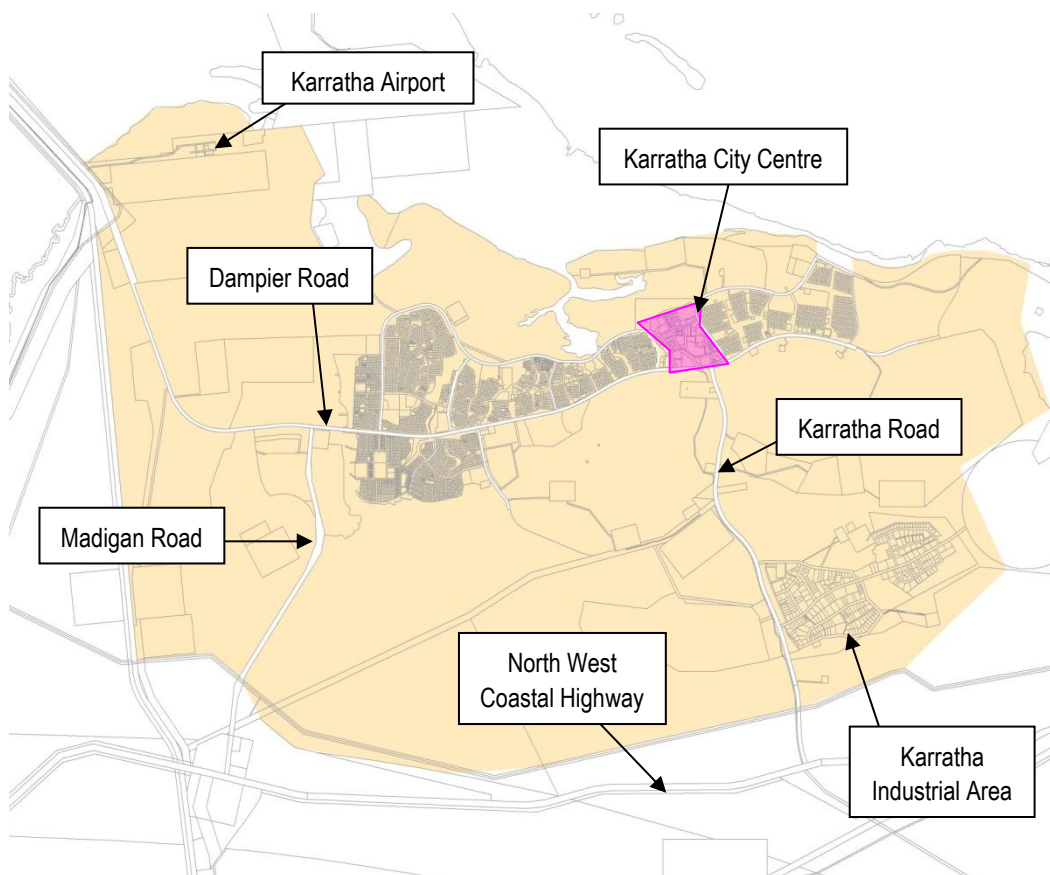 Karratha Airport
Karratha City Centre
Dampier Road
Karratha Road
Madigan Road
North West
Coastal Highway
Karratha
Industrial Area